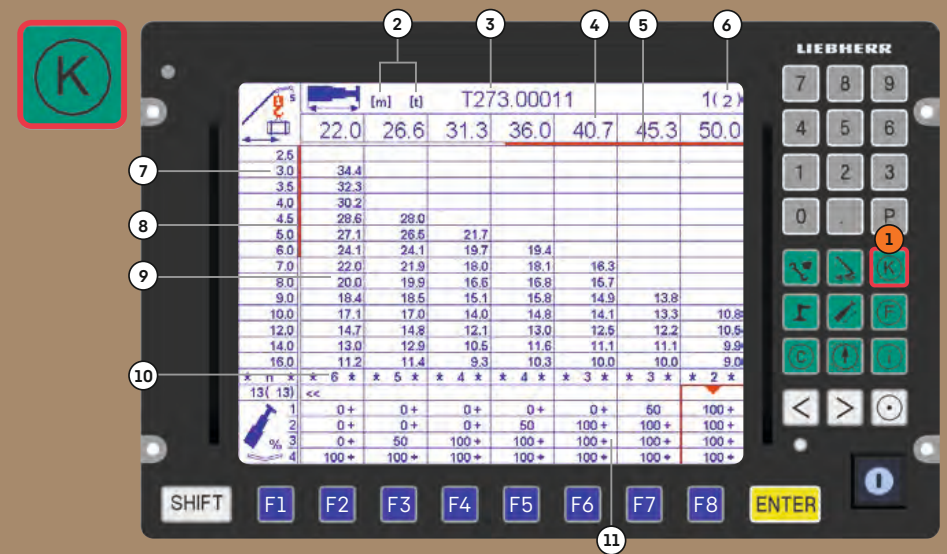 K
2 3 4 5 6
LIEBHERR
5 [m] [t] T273.00011 1( 2 )
22.0 26.6 31.3 36.0 40.7 45.3 50.0
2.5
7 3.0 34.4
3.5 32.3
4.0 30.2
8 4.5 28.6 28.0
5.0 27.1 26.5 21.7
6.0 24.1 24.1 19.7 19.4
7.0 22.0 21.9 18.0 18.1 16.3
9 8.0 20.0 19.9 16.6 16.8 15.7
9.0 18.4 18.5 15.1 15.8 14.9 13.8
10.0 17.1 17.0 14.0 14.8 14.1 13.3 10.8
12.0 14.7 14.8 12.1 13.0 12.5 12.2 10.5
14.0 13.0 12.9 10.5 11.6 11.1 11.1 9.9
16.0 11.2 11.4 9.3 10.3 10.0 10.0 9.0
10 * n * * 6 * * 5 * * 4 * * 4 * * 3 * * 3 * * 2 *
13( 13) <<
1 0+ 0+ 0+ 0+ 0+ 50 100+
2 0+ 0+ 0+ 50 100+ 100+ 100+
% 3 0+ 50 100+ 100+ 100+ 100+ 100+
4 100+ 100+ 100+ 100+ 100+ 100+ 100+
7 8 9
4 5 6
1 2 3
0 . P
1
K
F
C i
< >
SHIFT F1 F2 F3 F4 F5 F6 F7 F8 ENTER
11